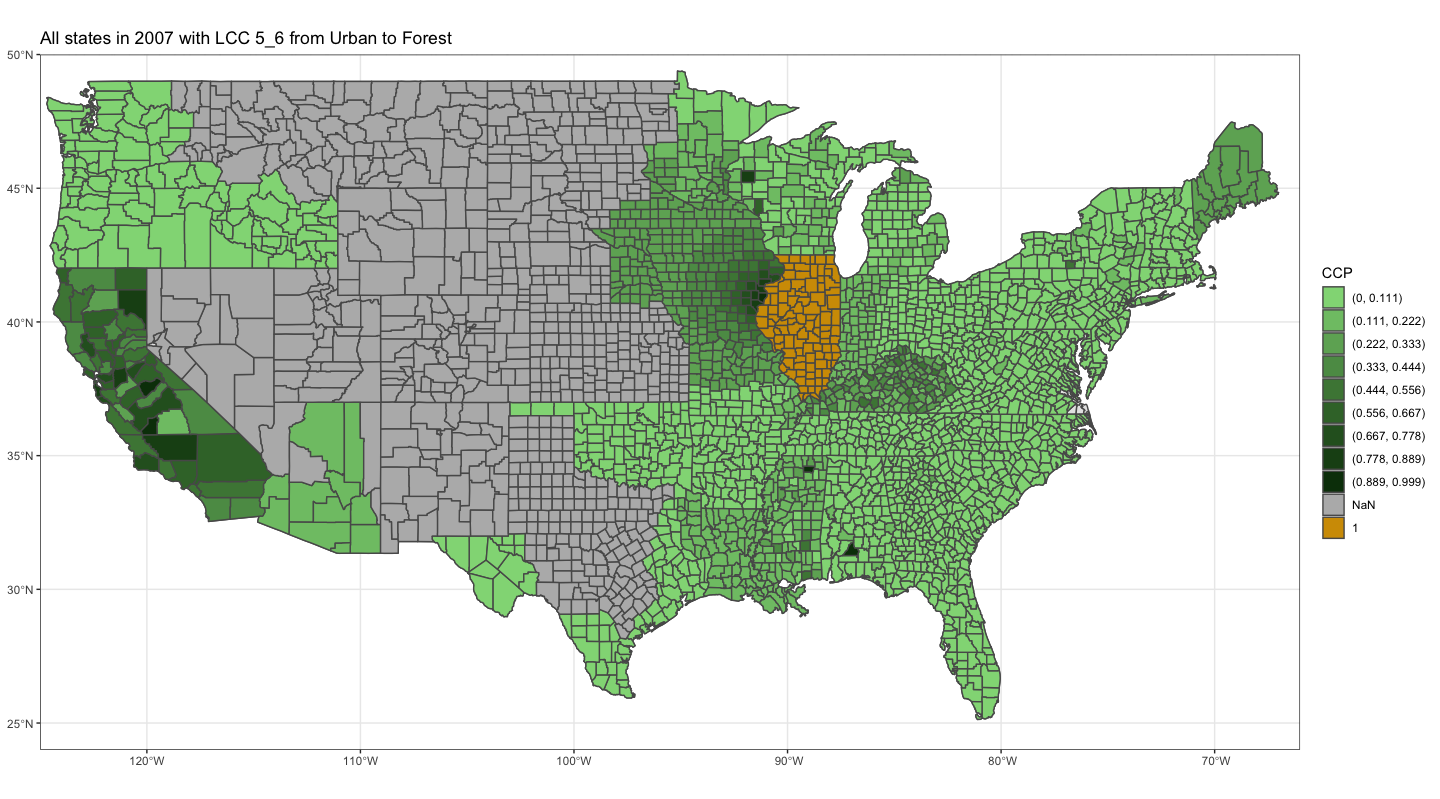 All states in 2007 with LCC 5_6 from Urban to Forest
50°N
45°N
40°N
35°N
30°N
25°N
120°W
110°W
100°W
90°W
80°W
70°W
CCP
(0, 0.111)
(0.111, 0.222)
(0.222, 0.333)
(0.333, 0.444)
(0.444, 0.556)
(0.556, 0.667)
(0.667, 0.778)
(0.778, 0.889)
(0.889, 0.999)
NaN
1